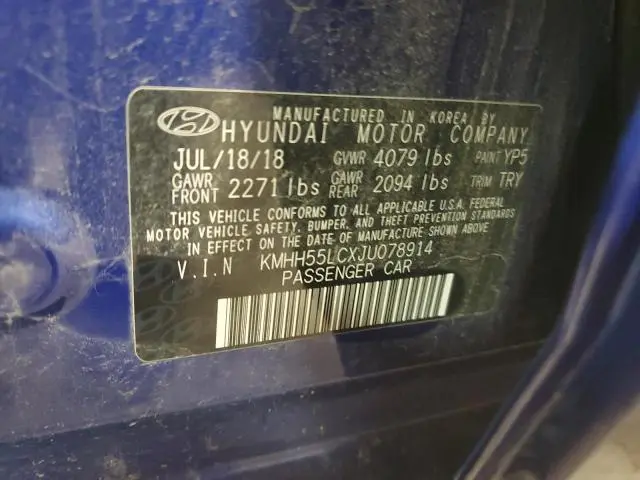 MANUFACTURED IN KOREA BY
HYUNDAI MOTOR COMPANY
JUL/18/18 GVWR 4079 lbs PAINT YP5
GAWR FRONT 2271 lbs GAWR REAR 2094 lbs TRIM TRY
THIS VEHICLE CONFORMS TO ALL APPLICABLE U.S.A. FEDERAL
MOTOR VEHICLE SAFETY, BUMPER, AND THEFT PREVENTION STANDARDS
IN EFFECT ON THE DATE OF MANUFACTURE SHOWN ABOVE.
V.I.N KMHH55LCXJU078914
PASSENGER CAR